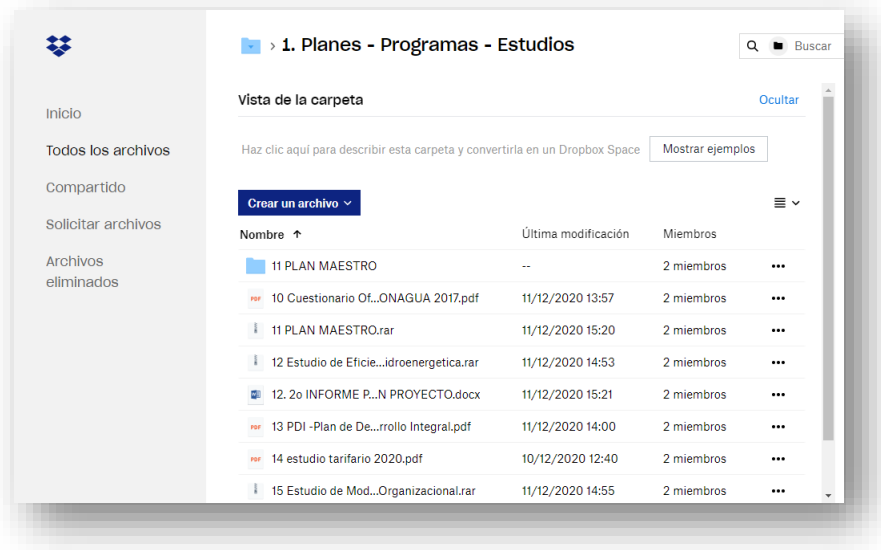 1. Planes - Programas - Estudios
Buscar
Inicio
Todos los archivos
Compartido
Solicitar archivos
Archivos
eliminados
Vista de la carpeta
Ocultar
Haz clic aquí para describir esta carpeta y convertirla en un Dropbox Space
Mostrar ejemplos
Crear un archivo
Nombre Última modificación Miembros
11 PLAN MAESTRO -- 2 miembros
PDF 10 Cuestionario Of...ONAGUA 2017.pdf 11/12/2020 13:57 2 miembros
11 PLAN MAESTRO.rar 11/12/2020 15:20 2 miembros
12 Estudio de Eficie...idroenergetica.rar 11/12/2020 14:53 2 miembros
12. 2o INFORME P...N PROYECTO.docx 11/12/2020 15:21 2 miembros
PDF 13 PDI -Plan de De...rrollo Integral.pdf 11/12/2020 14:00 2 miembros
PDF 14 estudio tarifario 2020.pdf 10/12/2020 12:40 2 miembros
15 Estudio de Mod...Organizacional.rar 11/12/2020 14:55 2 miembros